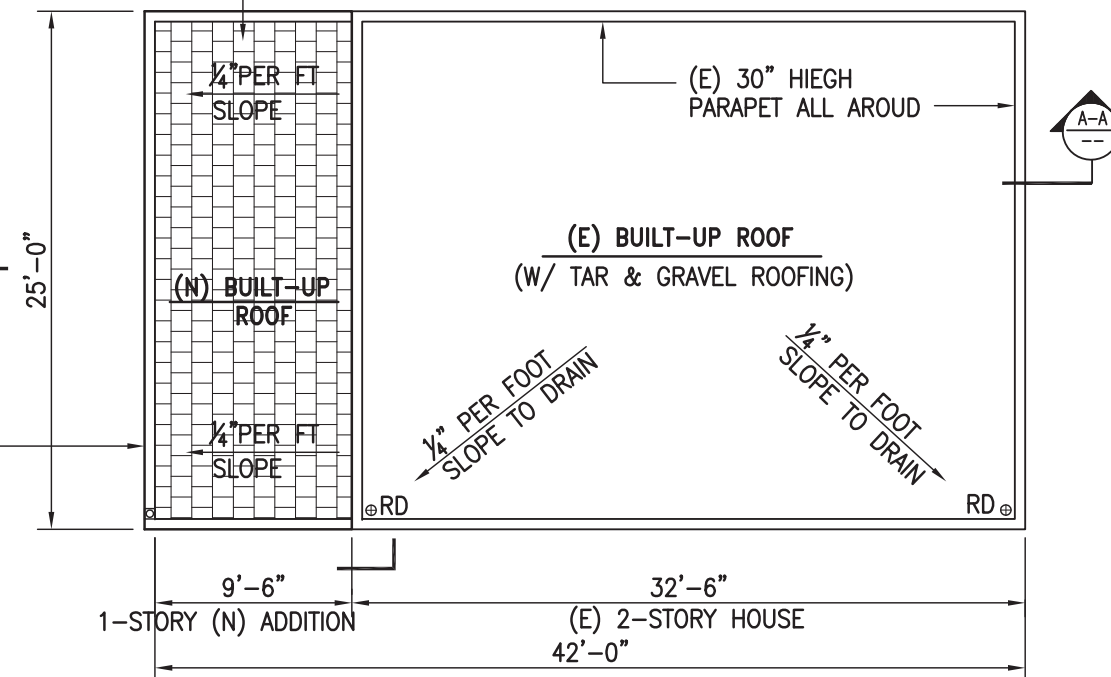 ¼" PER FT
SLOPE
(E) 30" HIEGH
PARAPET ALL AROUD
A-A
--
25'-0"
(E) BUILT-UP ROOF
(W/ TAR & GRAVEL ROOFING)
(N) BUILT-UP
ROOF
¼" PER FOOT
SLOPE TO DRAIN
¼" PER FOOT
SLOPE TO DRAIN
¼" PER FT
SLOPE
RD
RD
9'-6"
1-STORY (N) ADDITION
32'-6"
(E) 2-STORY HOUSE
42'-0"